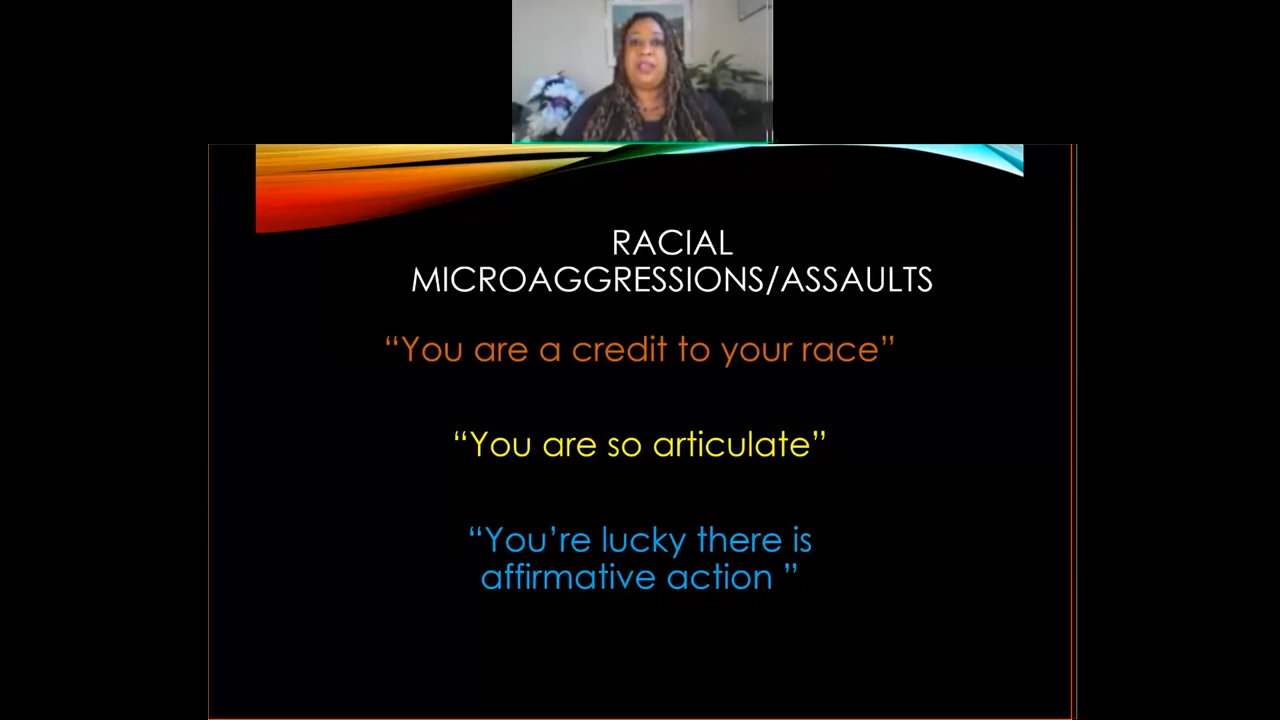 RACIAL
MICROAGGRESSIONS/ASSAULTS
“You are a credit to your race”
“You are so articulate”
“You’re lucky there is
affirmative action ”